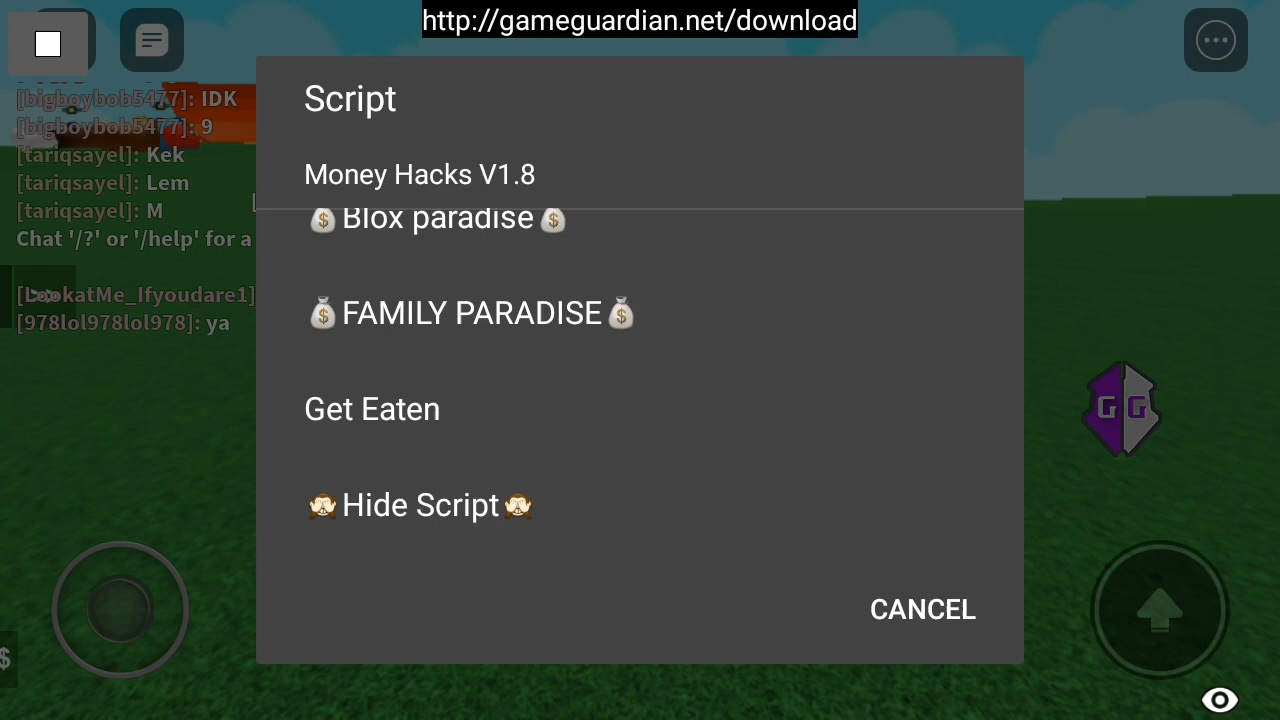 http://gameguardian.net/download
[bigboybob5477]: IDK
[bigboybob5477]: 9
[tariqsayel]: Kek
[tariqsayel]: Lem
[tariqsayel]: M
Chat '/?' or '/help' for a
[LookatMe_Ifyoudare1]
[978lol978lol978]: ya
Script
Money Hacks V1.8
💰Blox paradise💰
💰FAMILY PARADISE💰
Get Eaten
🙈Hide Script🙈
CANCEL
GG
$